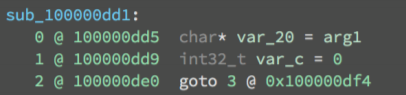 sub_100000dd1:
0 @ 100000dd5 char* var_20 = arg1
1 @ 100000dd9 int32_t var_c = 0
2 @ 100000de0 goto 3 @ 0x100000df4